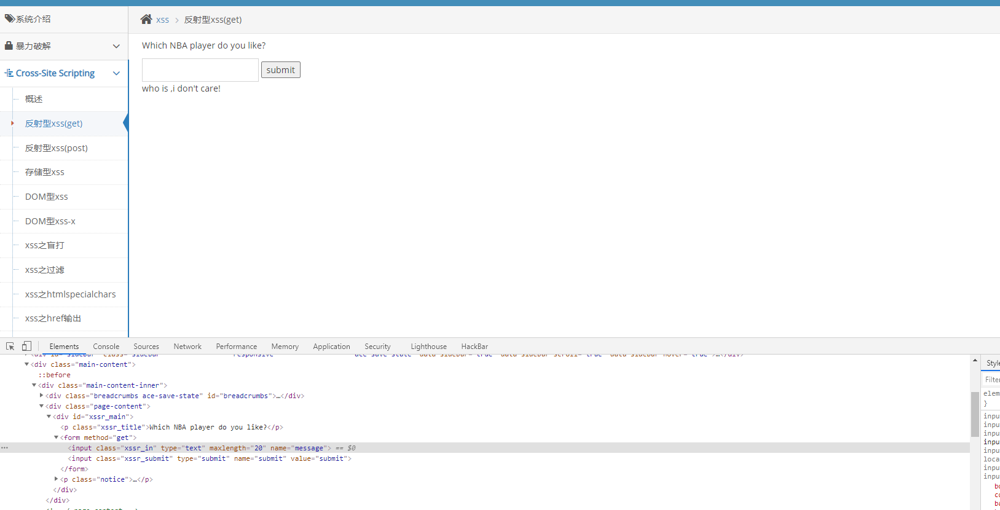 系统介绍
暴力破解
Cross-Site Scripting
概述
反射型xss(get)
反射型xss(post)
存储型xss
DOM型xss
DOM型xss-x
xss之盲打
xss之过滤
xss之htmlspecialchars
xss之href输出
xss
反射型xss(get)
Which NBA player do you like?
submit
who is ,i don't care!
Elements Console Sources Network Performance Memory Application Security Lighthouse HackBar
<div class="main-content">
::before
<div class="main-content-inner">
<div class="breadcrumbs ace-save-state" id="breadcrumbs">…</div>
<div class="page-content">
<div id="xssr_main">
<p class="xssr_title">Which NBA player do you like?</p>
<form method="get">
<input class="xssr_in" type="text" maxlength="20" name="message"> == $0
<input class="xssr_submit" type="submit" name="submit" value="submit">
</form>
<p class="notice">…</p>
</div>
</div>
Style
Filter
elem
}
inpu
inpu
inpu
inpu
inpu
loca
inpu
inpu
bo
co
ba